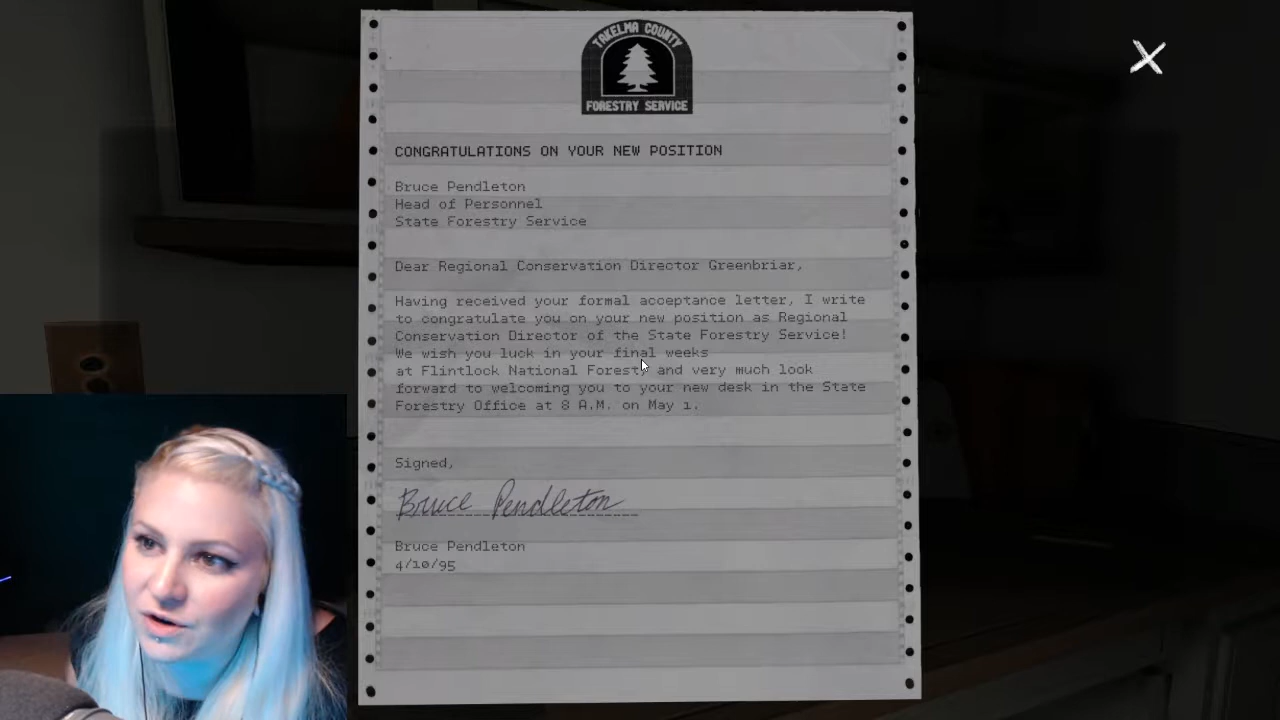 TAKELMA COUNTY
FORESTRY SERVICE
CONGRATULATIONS ON YOUR NEW POSITION
Bruce Pendleton
Head of Personnel
State Forestry Service
Dear Regional Conservation Director Greenbriar,
Having received your formal acceptance letter, I write
to congratulate you on your new position as Regional
Conservation Director of the State Forestry Service!
We wish you luck in your final weeks
at Flintlock National Forest, and very much look
forward to welcoming you to your new desk in the State
Forestry Office at 8 A.M. on May 1.
Signed,
Bruce Pendleton
Bruce Pendleton
4/10/95